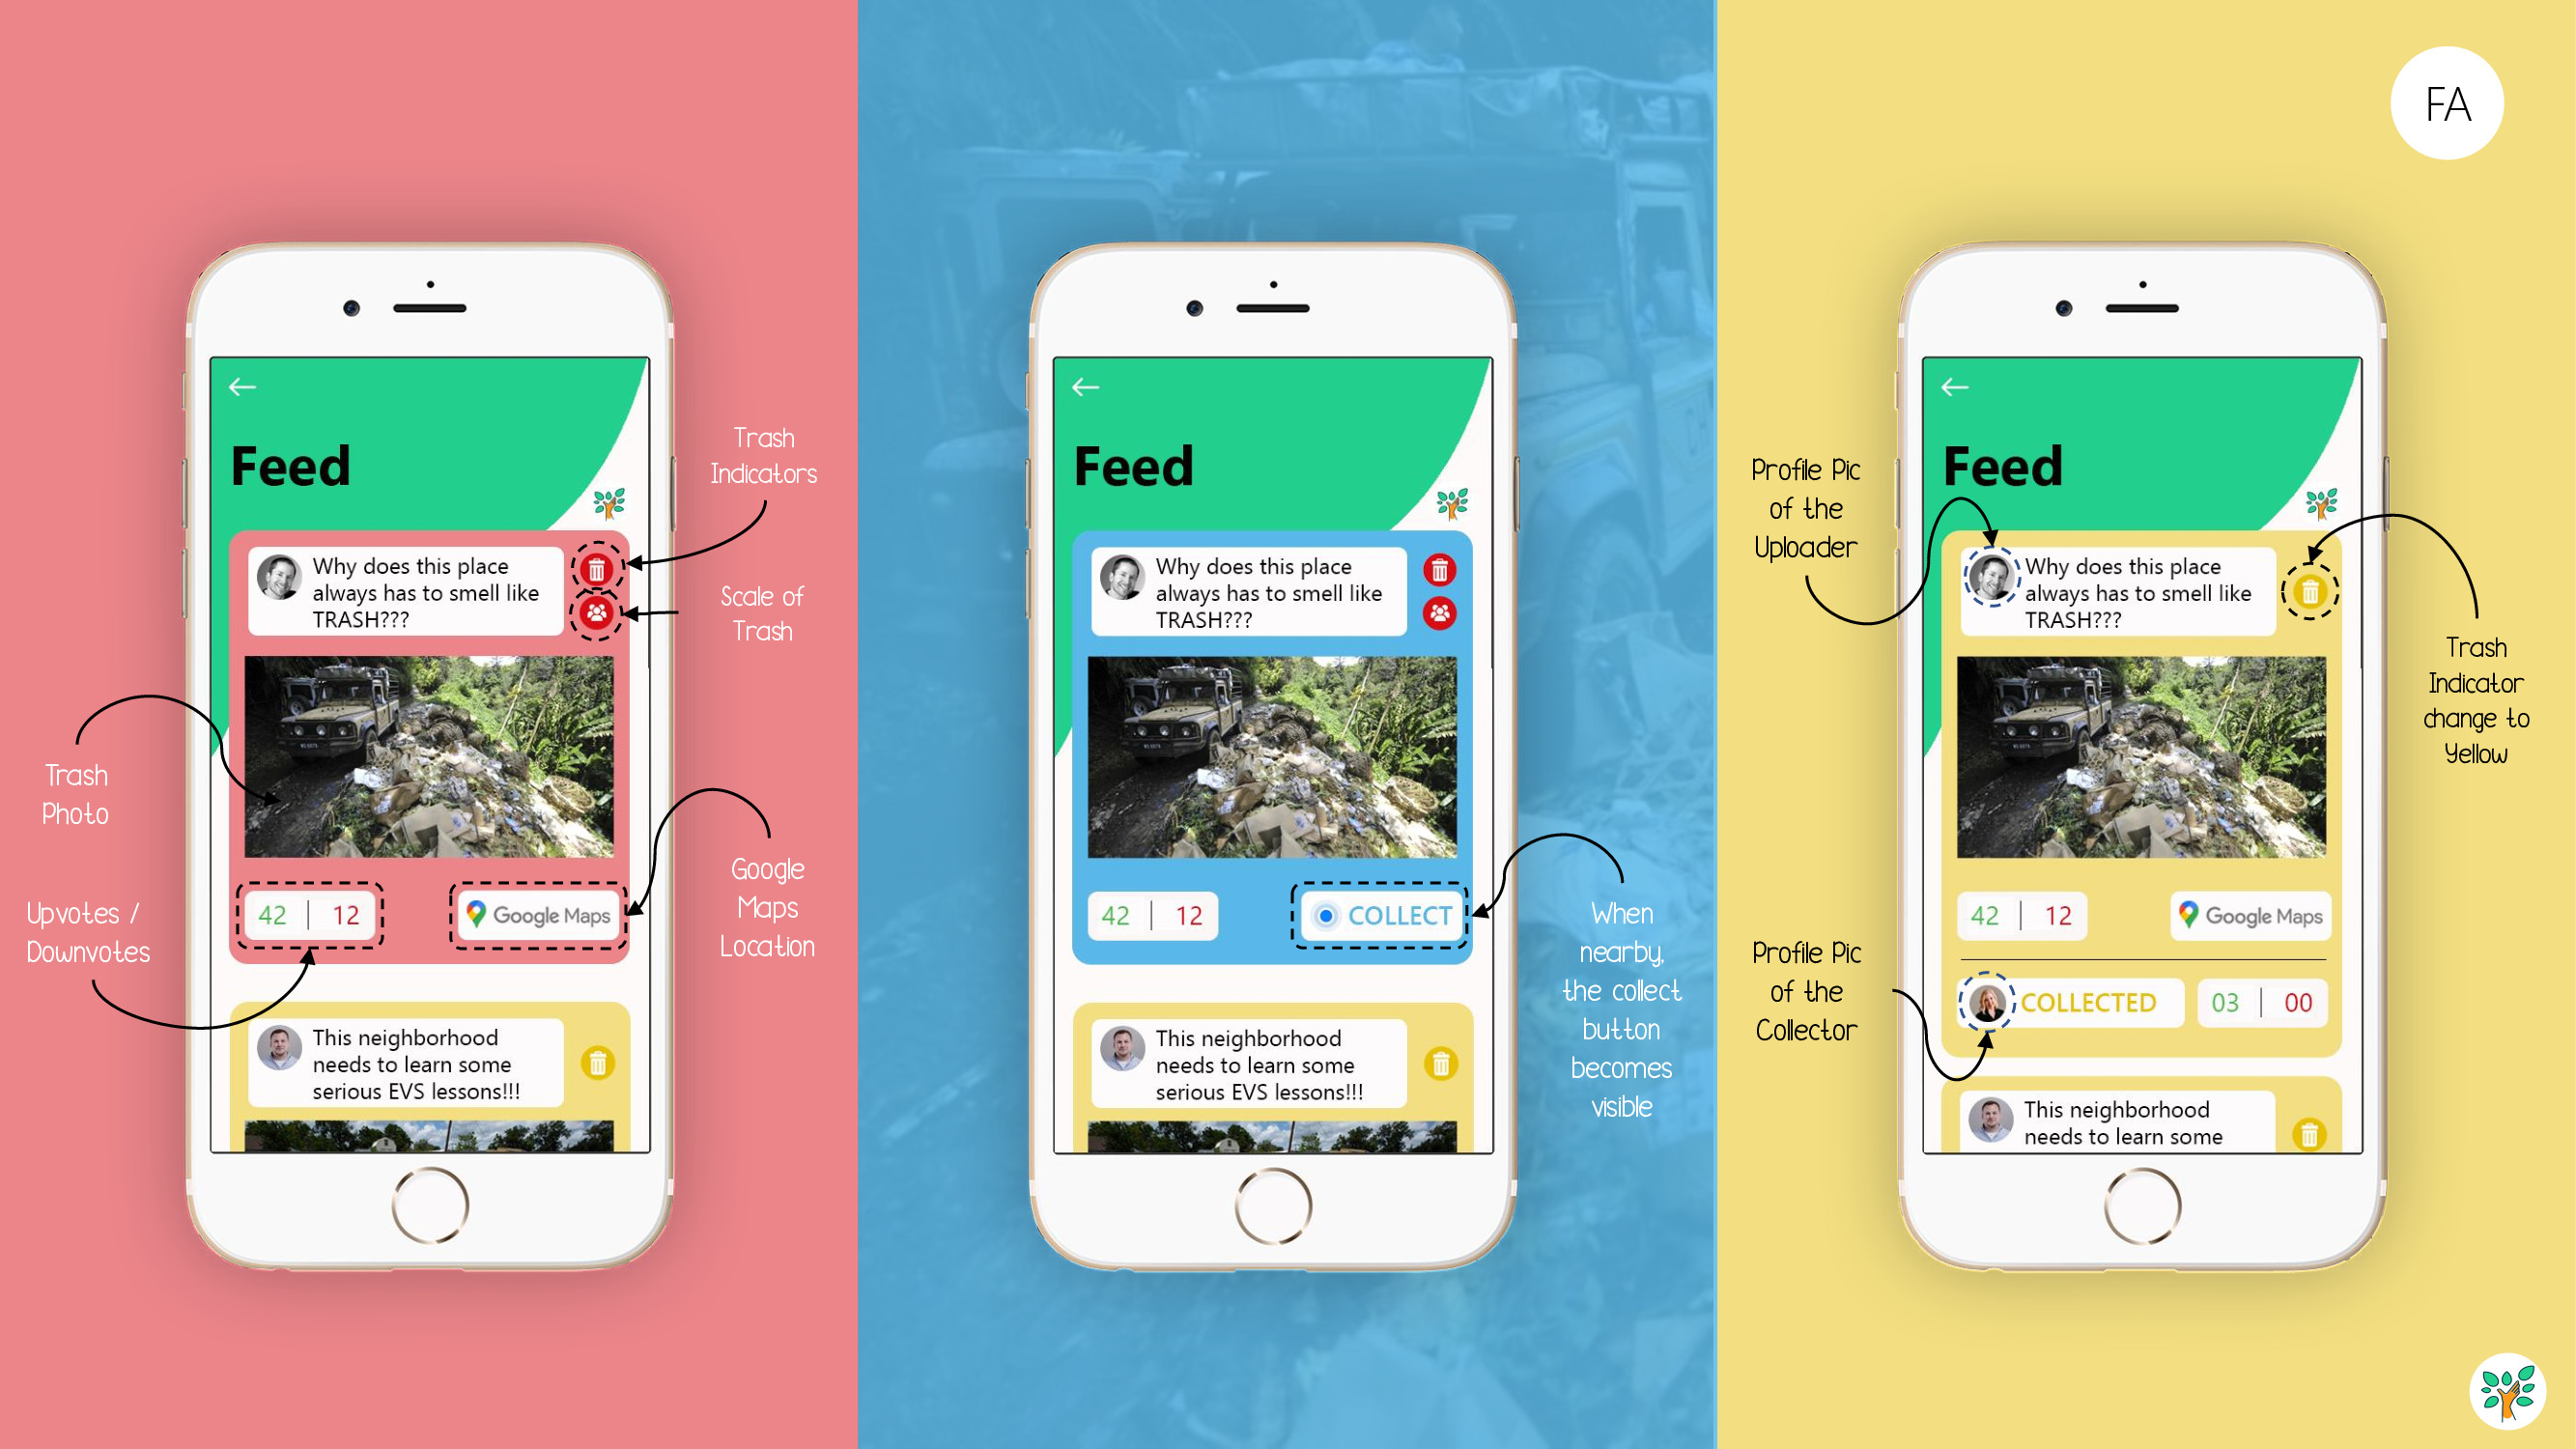 FA
Feed
Why does this place
always has to smell like
TRASH???
42 | 12
Google Maps
This neighborhood
needs to learn some
serious EVS lessons!!!
Trash
Indicators
Scale of
Trash
Trash
Photo
Upvotes /
Downvotes
Google
Maps
Location
Feed
Why does this place
always has to smell like
TRASH???
42 | 12
COLLECT
This neighborhood
needs to learn some
serious EVS lessons!!!
When
nearby,
the collect
button
becomes
visible
Profile Pic
of the
Uploader
Profile Pic
of the
Collector
Feed
Why does this place
always has to smell like
TRASH???
42 | 12
Google Maps
COLLECTED
03 | 00
This neighborhood
needs to learn some
Trash
Indicator
change to
Yellow